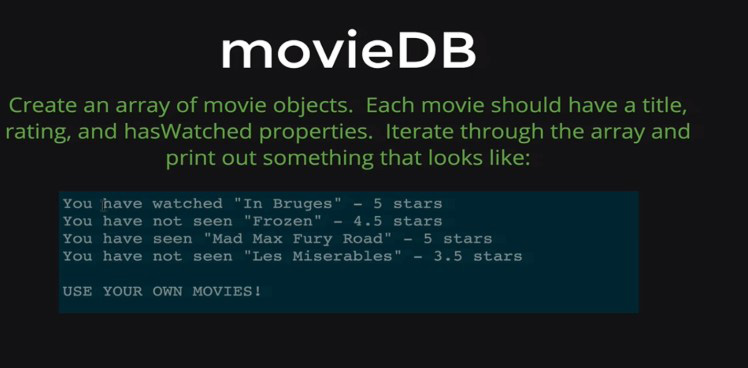 movieDB
Create an array of movie objects. Each movie should have a title,
rating, and hasWatched properties. Iterate through the array and
print out something that looks like:
You have watched "In Bruges" - 5 stars
You have not seen "Frozen" - 4.5 stars
You have seen "Mad Max Fury Road" - 5 stars
You have not seen "Les Miserables" - 3.5 stars
USE YOUR OWN MOVIES!